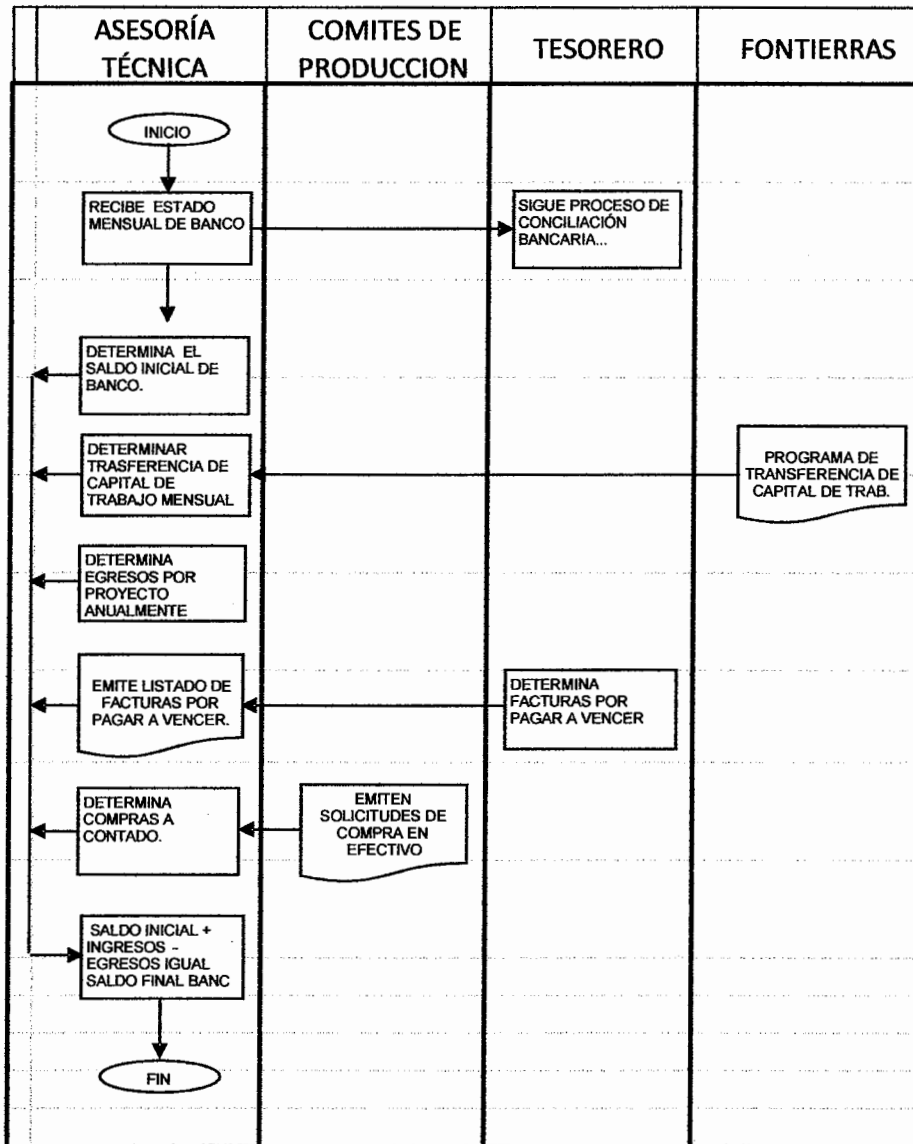 ASESORÍA
TÉCNICA
COMITES DE
PRODUCCION
TESORERO
FONTIERRAS
INICIO
RECIBE ESTADO
MENSUAL DE BANCO
SIGUE PROCESO DE
CONCILIACIÓN
BANCARIA...
DETERMINA EL
SALDO INICIAL DE
BANCO.
DETERMINAR
TRASFERENCIA DE
CAPITAL DE
TRABAJO MENSUAL
PROGRAMA DE
TRANSFERENCIA DE
CAPITAL DE TRAB.
DETERMINA
EGRESOS POR
PROYECTO
ANUALMENTE
EMITE LISTADO DE
FACTURAS POR
PAGAR A VENCER.
DETERMINA
FACTURAS POR
PAGAR A VENCER
DETERMINA
COMPRAS A
CONTADO.
EMITEN
SOLICITUDES DE
COMPRA EN
EFECTIVO
SALDO INICIAL +
INGRESOS -
EGRESOS IGUAL
SALDO FINAL BANC
FIN